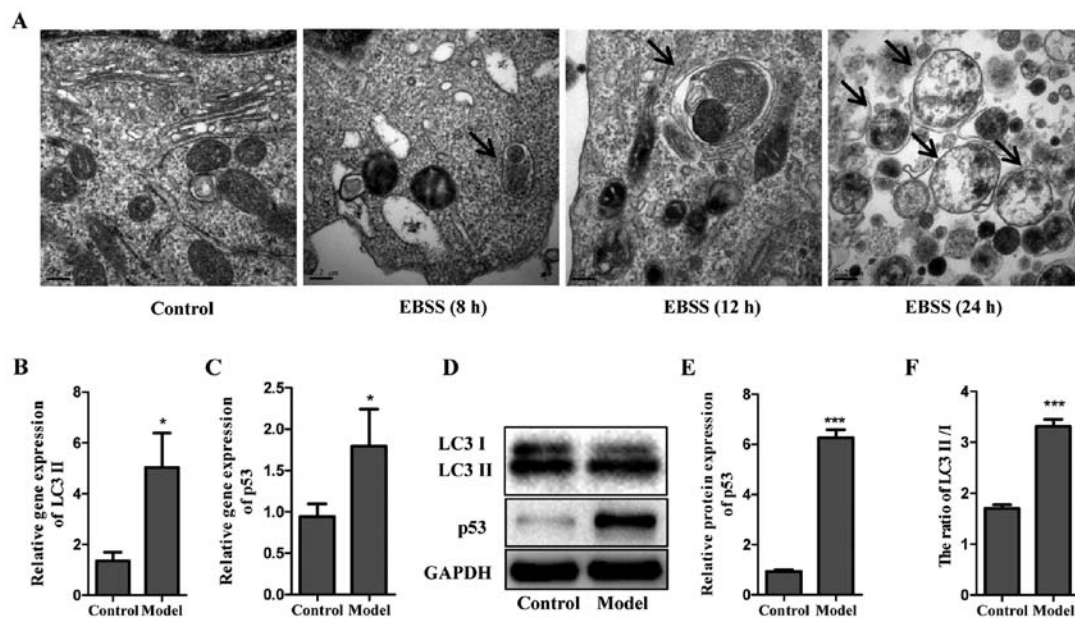 A
Control
EBSS (8 h)
EBSS (12 h)
EBSS (24 h)
B
Relative gene expression
of LC3 II
8
6
4
2
0
*
Control Model
C
Relative gene expression
of p53
2.5
2.0
1.5
1.0
0.5
0.0
*
Control Model
D
LC3 I
LC3 II
p53
GAPDH
Control Model
E
Relative protein expression
of p53
8
6
4
2
0
***
Control Model
F
The ratio of LC3 II /I
4
3
2
1
0
***
Control Model